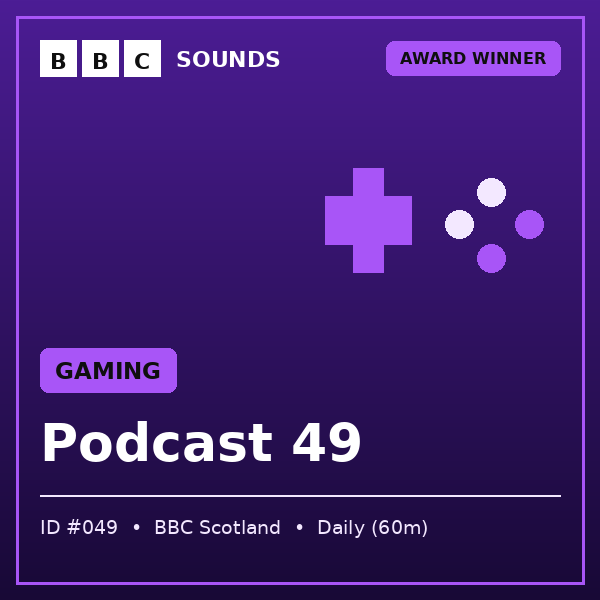 BBC SOUNDS
AWARD WINNER
GAMING
Podcast 49
ID #049 • BBC Scotland • Daily (60m)